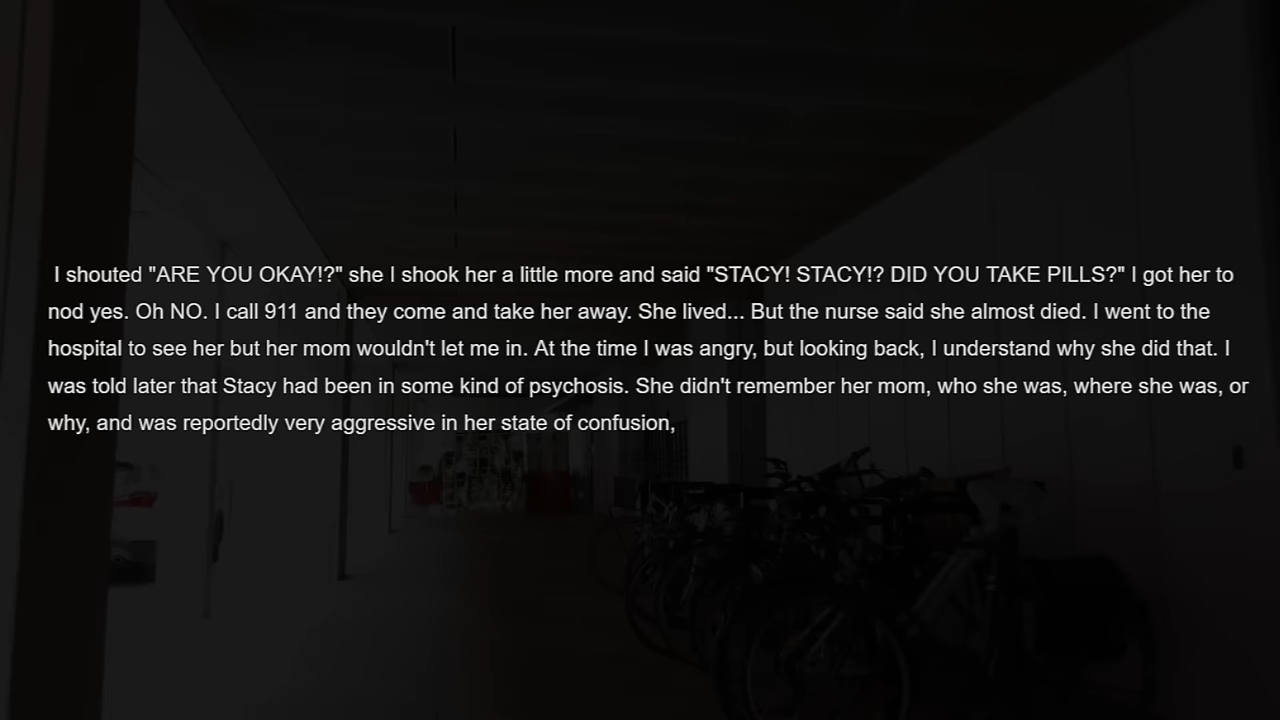 I shouted "ARE YOU OKAY!?" she I shook her a little more and said "STACY! STACY!? DID YOU TAKE PILLS?" I got her to
nod yes. Oh NO. I call 911 and they come and take her away. She lived... But the nurse said she almost died. I went to the
hospital to see her but her mom wouldn't let me in. At the time I was angry, but looking back, I understand why she did that. I
was told later that Stacy had been in some kind of psychosis. She didn't remember her mom, who she was, where she was, or
why, and was reportedly very aggressive in her state of confusion,